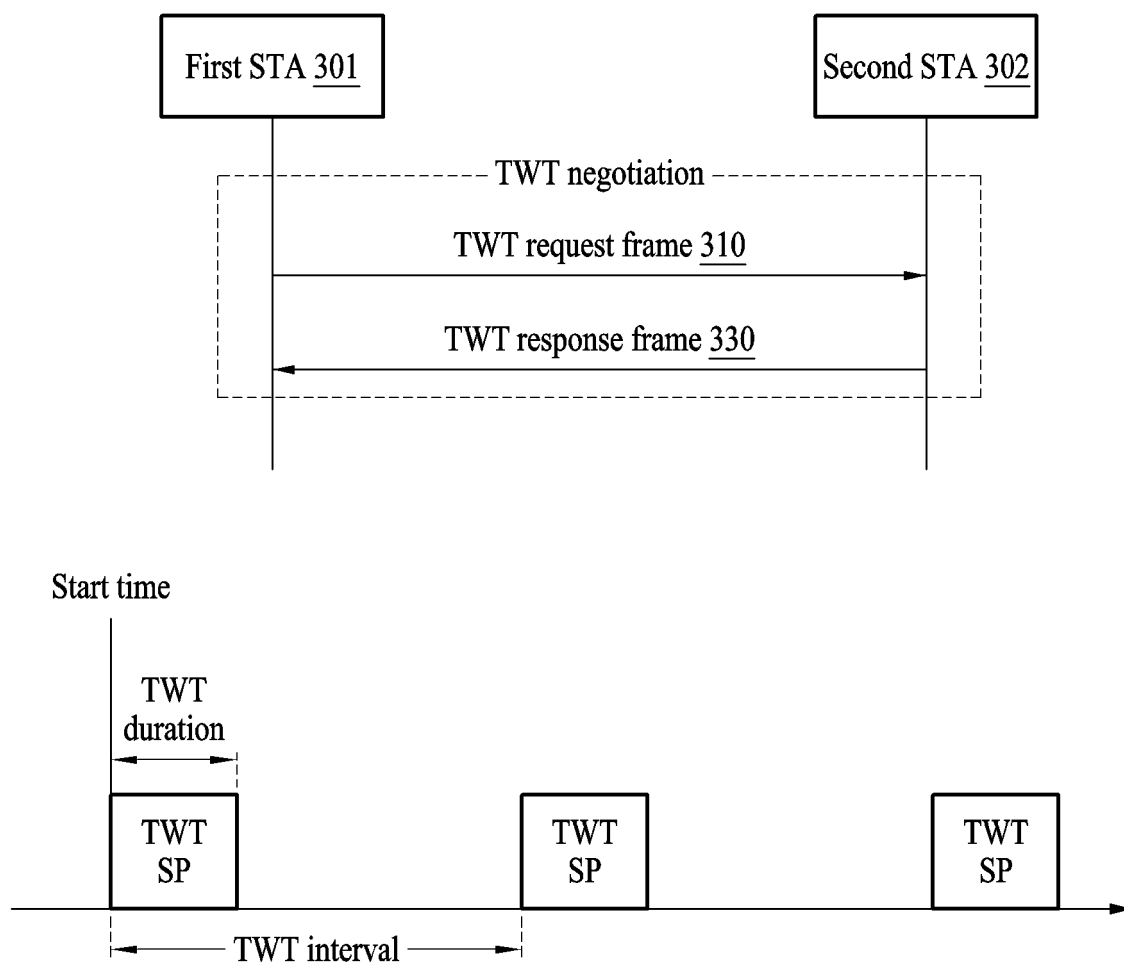 First STA 301
Second STA 302
TWT negotiation
TWT request frame 310
TWT response frame 330
Start time
TWT
duration
TWT
SP
TWT
SP
TWT
SP
TWT interval